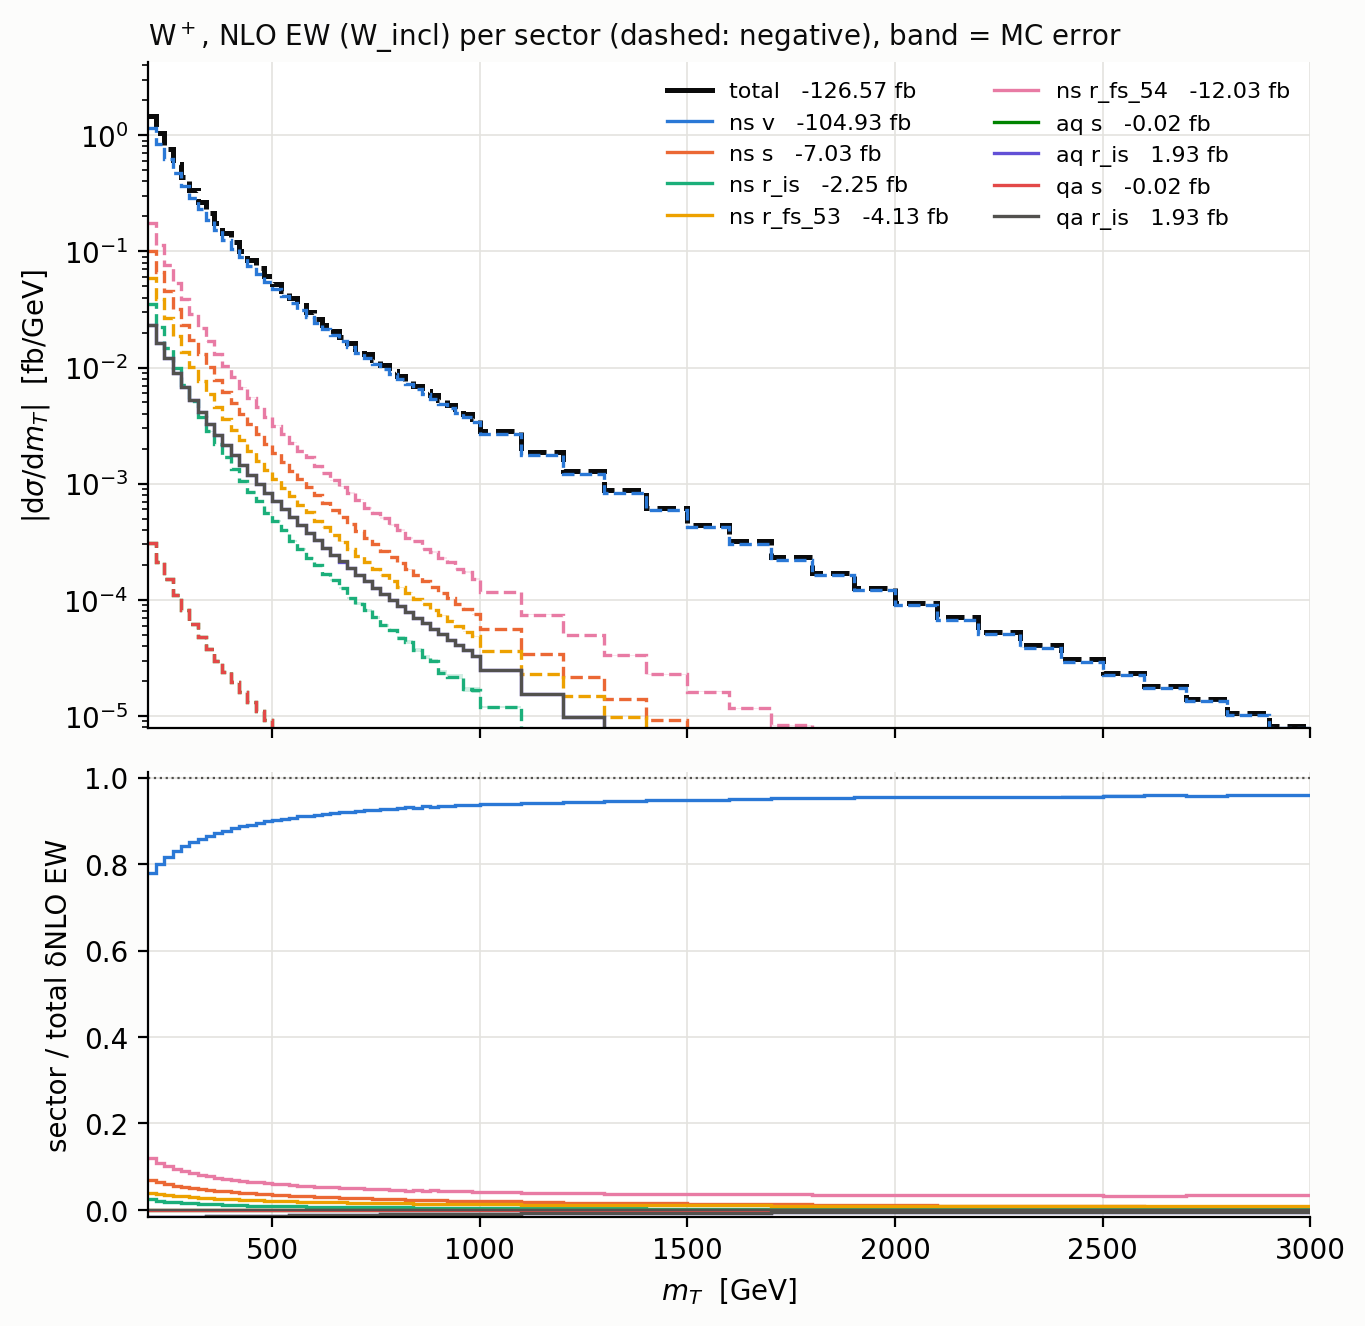 W⁺, NLO EW (W_incl) per sector (dashed: negative), band = MC error
total -126.57 fb
ns v -104.93 fb
ns s -7.03 fb
ns r_is -2.25 fb
ns r_fs_53 -4.13 fb
ns r_fs_54 -12.03 fb
aq s -0.02 fb
aq r_is 1.93 fb
qa s -0.02 fb
qa r_is 1.93 fb
|dσ/dm_T| [fb/GeV]
10⁰
10⁻¹
10⁻²
10⁻³
10⁻⁴
10⁻⁵
sector / total δNLO EW
1.0
0.8
0.6
0.4
0.2
0.0
500 1000 1500 2000 2500 3000
m_T [GeV]